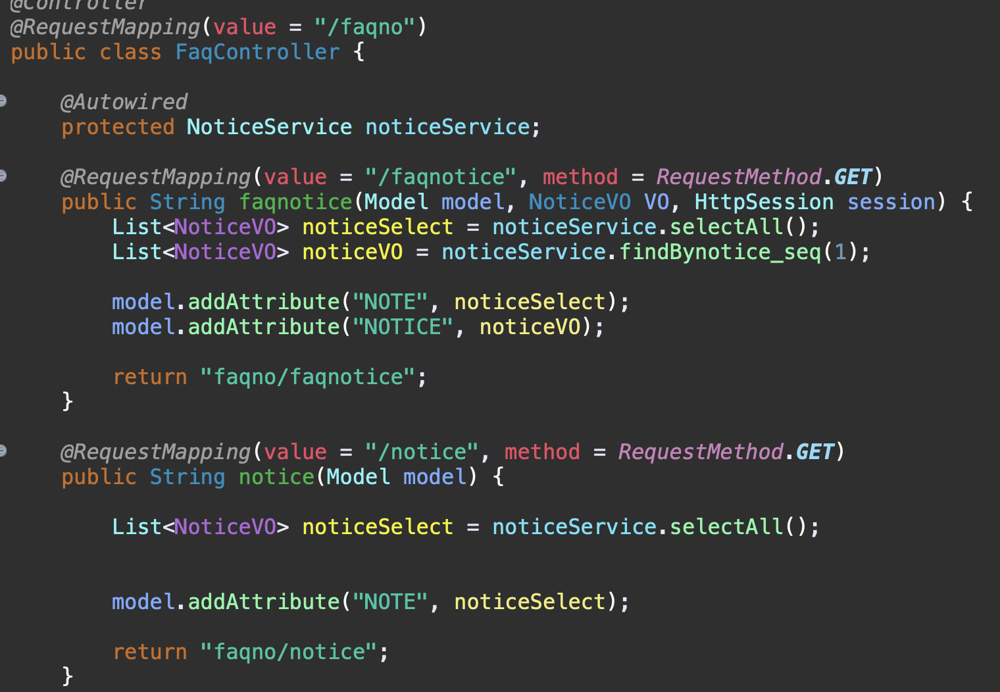 @Controller
@RequestMapping(value = "/faqno")
public class FaqController {
@Autowired
protected NoticeService noticeService;
@RequestMapping(value = "/faqnotice", method = RequestMethod.GET)
public String faqnotice(Model model, NoticeVO VO, HttpSession session) {
List<NoticeVO> noticeSelect = noticeService.selectAll();
List<NoticeVO> noticeVO = noticeService.findBynotice_seq(1);
model.addAttribute("NOTE", noticeSelect);
model.addAttribute("NOTICE", noticeVO);
return "faqno/faqnotice";
}
@RequestMapping(value = "/notice", method = RequestMethod.GET)
public String notice(Model model) {
List<NoticeVO> noticeSelect = noticeService.selectAll();
model.addAttribute("NOTE", noticeSelect);
return "faqno/notice";
}